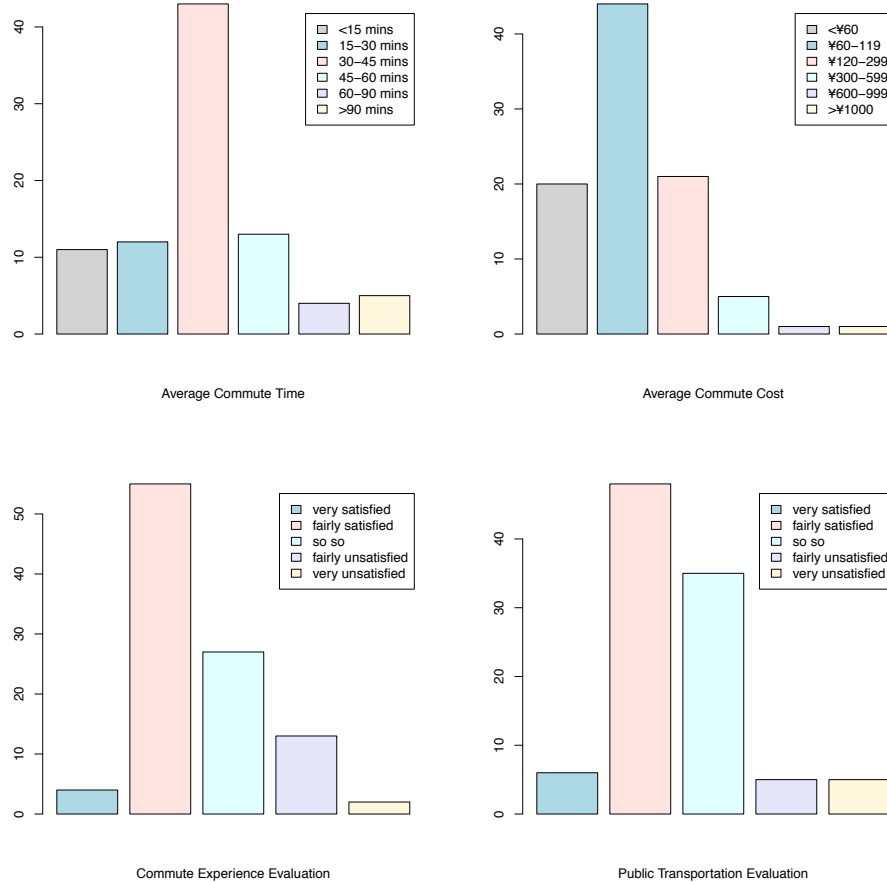 40
30
20
10
0
<15 mins
15–30 mins
30–45 mins
45–60 mins
60–90 mins
>90 mins
Average Commute Time
40
30
20
10
0
<¥60
¥60–119
¥120–299
¥300–599
¥600–999
>¥1000
Average Commute Cost
50
40
30
20
10
0
very satisfied
fairly satisfied
so so
fairly unsatisfied
very unsatisfied
Commute Experience Evaluation
40
30
20
10
0
very satisfied
fairly satisfied
so so
fairly unsatisfied
very unsatisfied
Public Transportation Evaluation